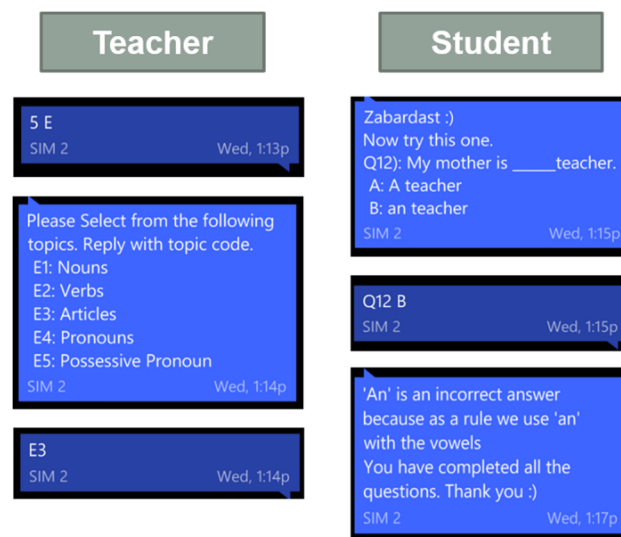 Teacher
5 E
SIM 2 Wed, 1:13p
Please Select from the following
topics. Reply with topic code.
E1: Nouns
E2: Verbs
E3: Articles
E4: Pronouns
E5: Possessive Pronoun
SIM 2 Wed, 1:14p
E3
SIM 2 Wed, 1:14p
Student
Zabardast :)
Now try this one.
Q12): My mother is _____teacher.
A: A teacher
B: an teacher
SIM 2 Wed, 1:15p
Q12 B
SIM 2 Wed, 1:15p
'An' is an incorrect answer
because as a rule we use 'an'
with the vowels
You have completed all the
questions. Thank you :)
SIM 2 Wed, 1:17p